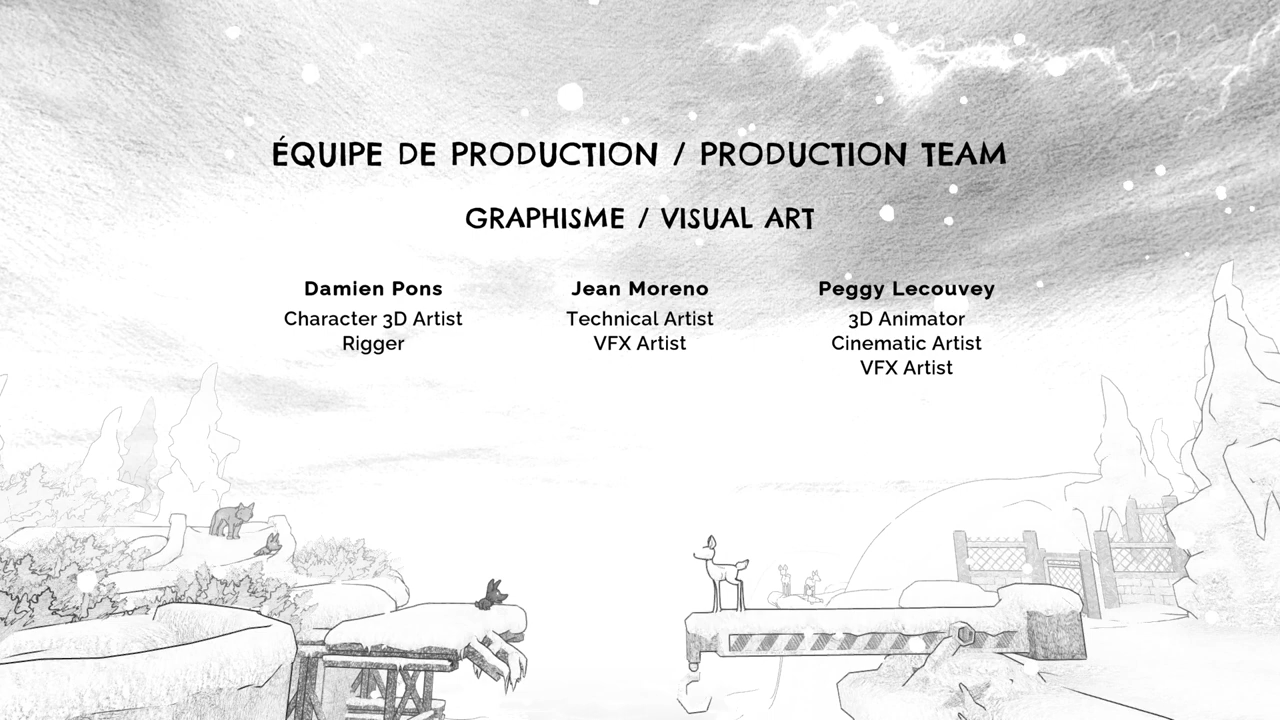 ÉQUIPE DE PRODUCTION / PRODUCTION TEAM
GRAPHISME / VISUAL ART
Damien Pons
Character 3D Artist
Rigger
Jean Moreno
Technical Artist
VFX Artist
Peggy Lecouvey
3D Animator
Cinematic Artist
VFX Artist